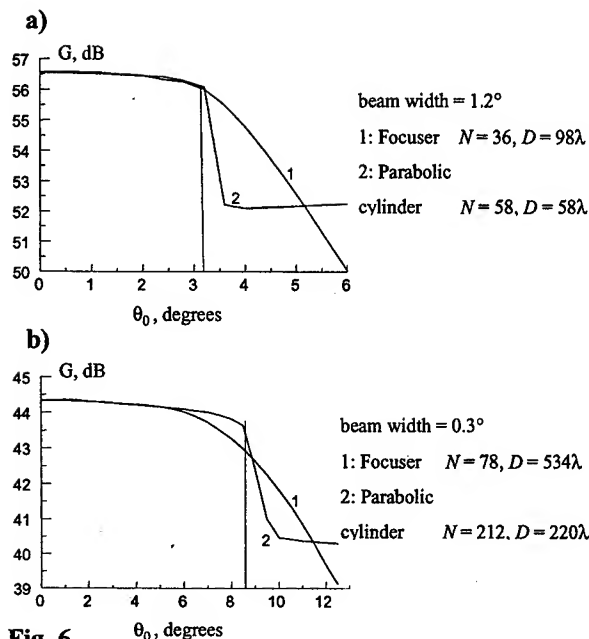 a)
G, dB
57
56
55
54
53
52
51
50
0 1 2 3 4 5 6
θ₀, degrees
1
2
beam width = 1.2°
1: Focuser N = 36, D = 98λ
2: Parabolic
cylinder N = 58, D = 58λ
b)
G, dB
45
44
43
42
41
40
39
0 2 4 6 8 10 12
θ₀, degrees
1
2
beam width = 0.3°
1: Focuser N = 78, D = 534λ
2: Parabolic
cylinder N = 212, D = 220λ
Fig. 6